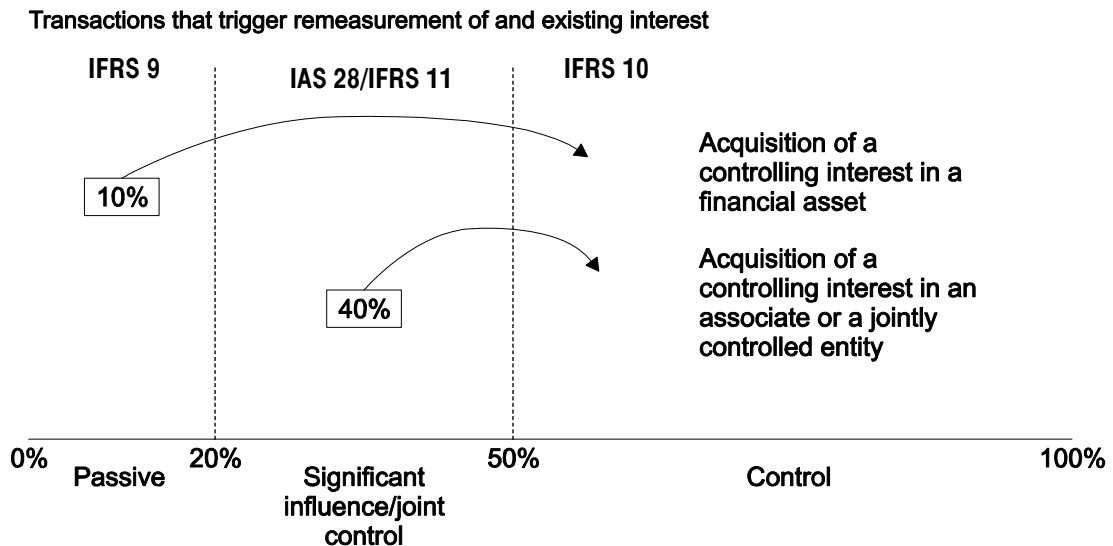 Transactions that trigger remeasurement of and existing interest
IFRS 9
IAS 28/IFRS 11
IFRS 10
10%
Acquisition of a
controlling interest in a
financial asset
40%
Acquisition of a
controlling interest in an
associate or a jointly
controlled entity
0%
20%
50%
100%
Passive
Significant
influence/joint
control
Control